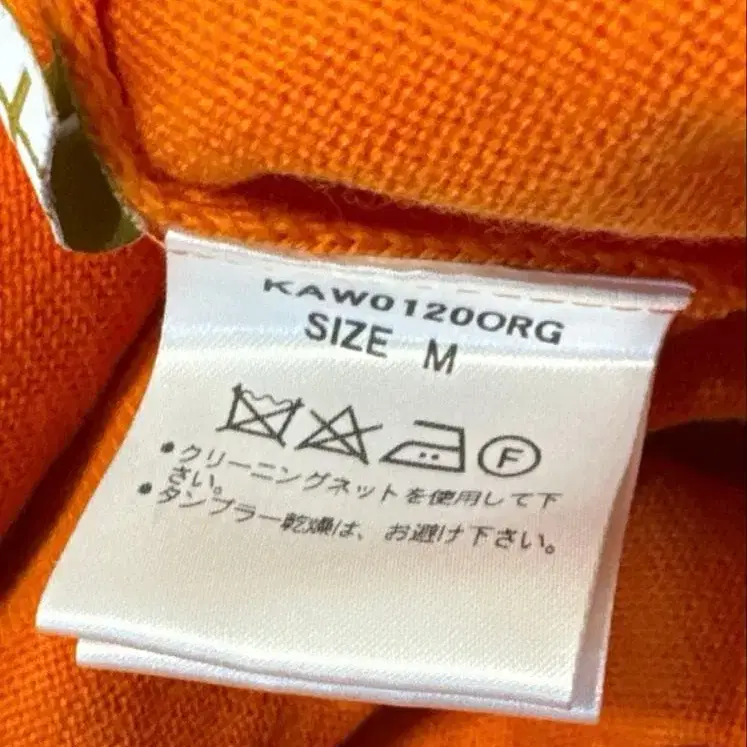 KAW0120ORG
SIZE M
F
•クリーニングネットを使用して下
さい。
•タンブラー乾燥は、お避け下さい。